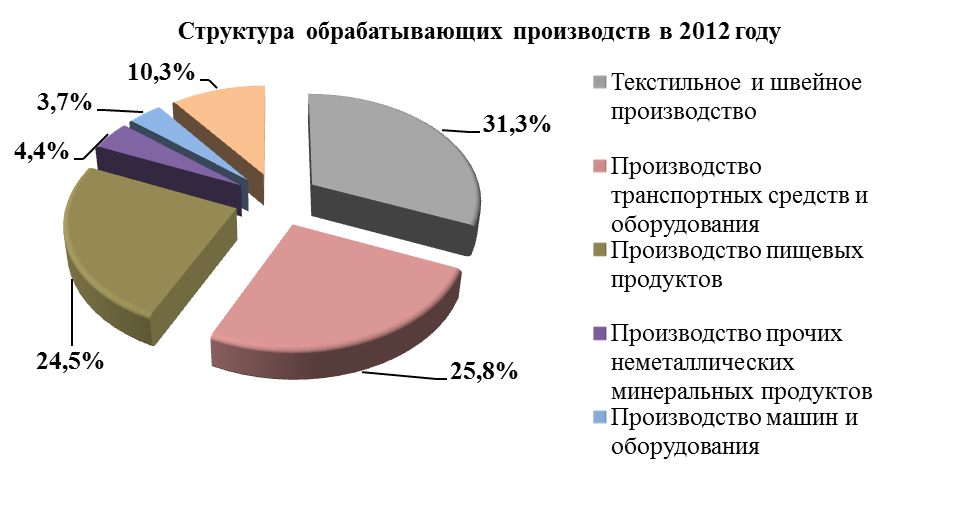 Структура обрабатывающих производств в 2012 году
10,3%
3,7%
4,4%
31,3%
24,5%
25,8%
Текстильное и швейное
производство
Производство
транспортных средств и
оборудования
Производство пищевых
продуктов
Производство прочих
неметаллических
минеральных продуктов
Производство машин и
оборудования